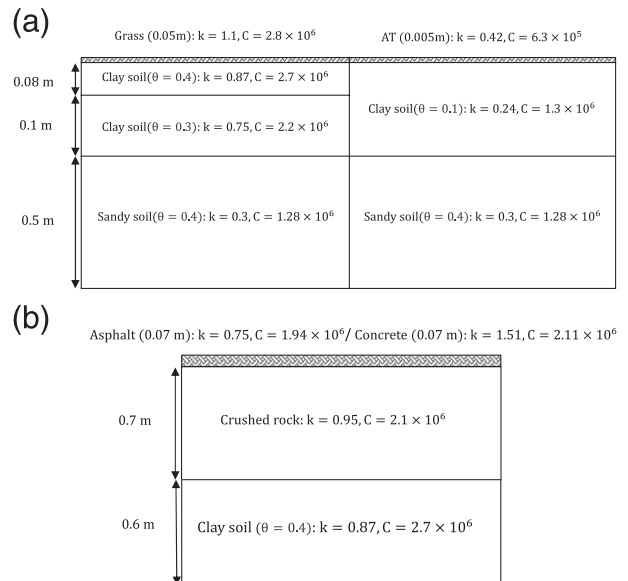 (a)
Grass (0.05m): k = 1.1, C = 2.8 × 10⁶
AT (0.005m): k = 0.42, C = 6.3 × 10⁵
0.08 m
Clay soil(θ = 0.4): k = 0.87, C = 2.7 × 10⁶
Clay soil(θ = 0.1): k = 0.24, C = 1.3 × 10⁶
0.1 m
Clay soil(θ = 0.3): k = 0.75, C = 2.2 × 10⁶
0.5 m
Sandy soil(θ = 0.4): k = 0.3, C = 1.28 × 10⁶
Sandy soil(θ = 0.4): k = 0.3, C = 1.28 × 10⁶
(b)
Asphalt (0.07 m): k = 0.75, C = 1.94 × 10⁶/ Concrete (0.07 m): k = 1.51, C = 2.11 × 10⁶
0.7 m
Crushed rock: k = 0.95, C = 2.1 × 10⁶
0.6 m
Clay soil (θ = 0.4): k = 0.87, C = 2.7 × 10⁶